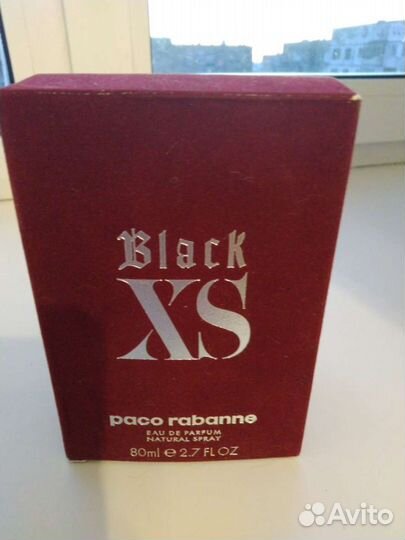 Black
XS
paco rabanne
EAU DE PARFUM
NATURAL SPRAY
80ml e 2.7 FL OZ
Avito